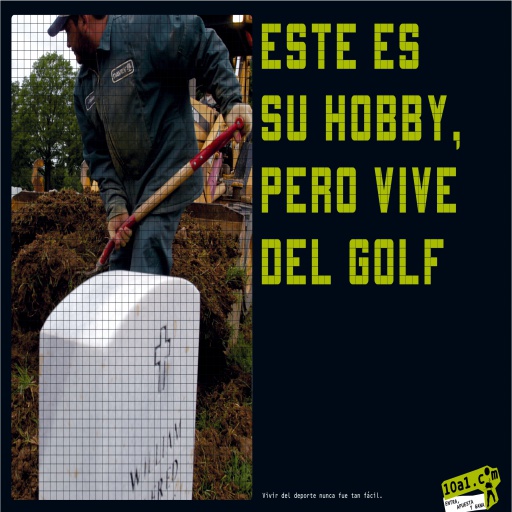 ESTE ES
SU HOBBY,
PERO VIVE
DEL GOLF
WILLIAM
Vivir del deporte nunca fue tan fácil.
10a1.com
ENTRA, APUESTA
Y GANA